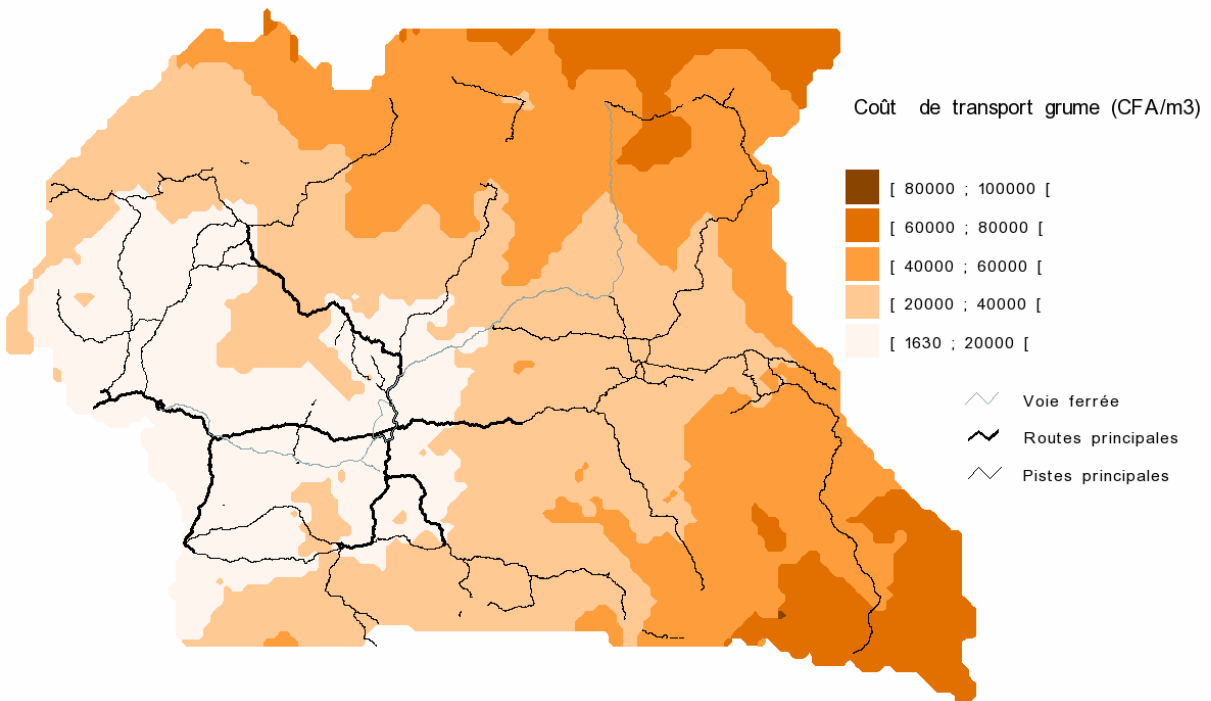 Coût de transport grume (CFA/m3)
[ 80000 ; 100000 [
[ 60000 ; 80000 [
[ 40000 ; 60000 [
[ 20000 ; 40000 [
[ 1630 ; 20000 [
Voie ferrée
Routes principales
Pistes principales